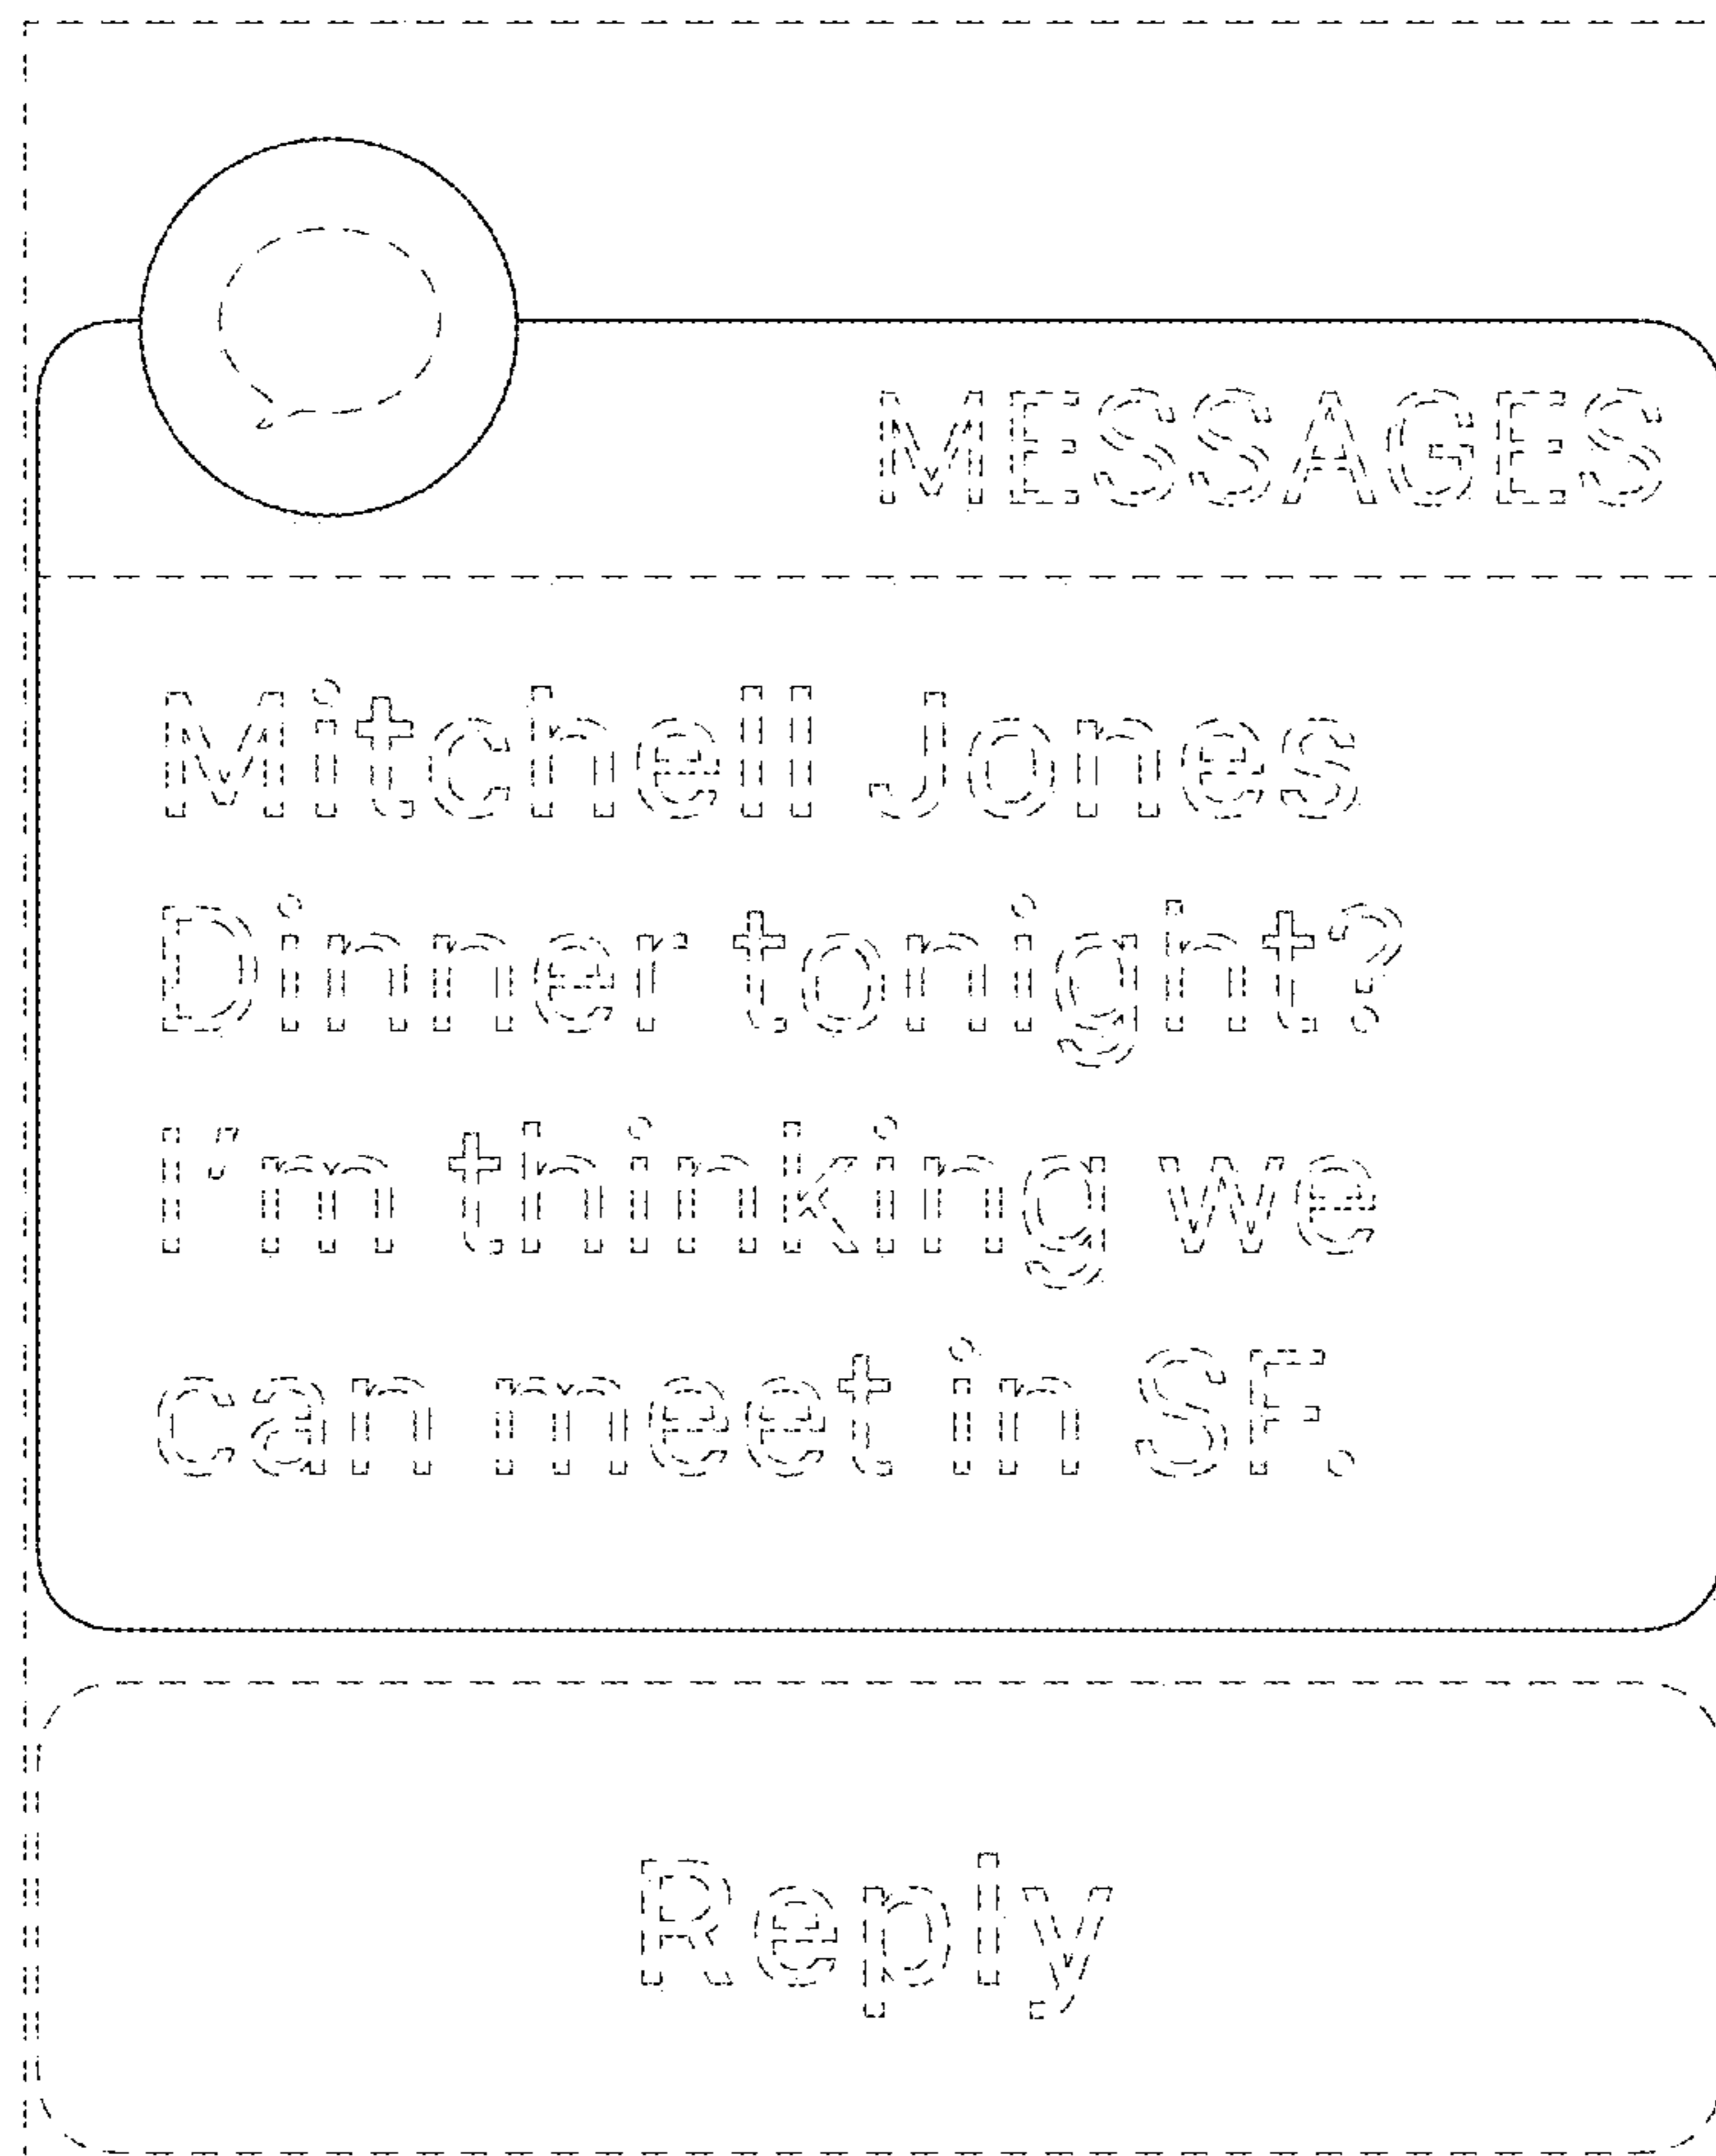 MESSAGES
Mitchell Jones
Dinner tonight?
I'm thinking we
can meet in SF.
Reply